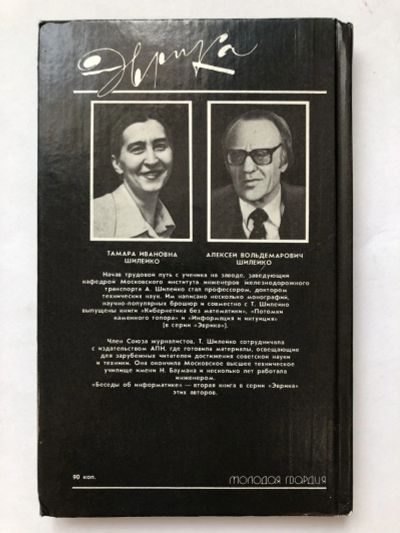 Эврика
ТАМАРА ИВАНОВНА
ШИЛЕЙКО
АЛЕКСЕЙ ВОЛЬДЕМАРОВИЧ
ШИЛЕЙКО
Начав трудовой путь с ученика на заводе, заведующий
кафедрой Московского института инженеров железнодорожного
транспорта А. Шилейко стал профессором, доктором
технических наук. Им написано несколько монографий,
научно-популярных брошюр и совместно с Т. Шилейко
выпущены книги «Кибернетика без математики», «Потомки
каменного топора» и «Информация и интуиция»
(в серии «Эврика»).
Член Союза журналистов, Т. Шилейко сотрудничала
с издательством АПН, где готовила материалы, освещающие
для зарубежных читателей достижения советской науки
и техники. Она окончила Московское высшее техническое
училище имени Н. Баумана и несколько лет работала
инженером.
«Беседы об информатике» — вторая книга в серии «Эврика»
этих авторов.
90 коп.
МОЛОДАЯ ГВАРДИЯ